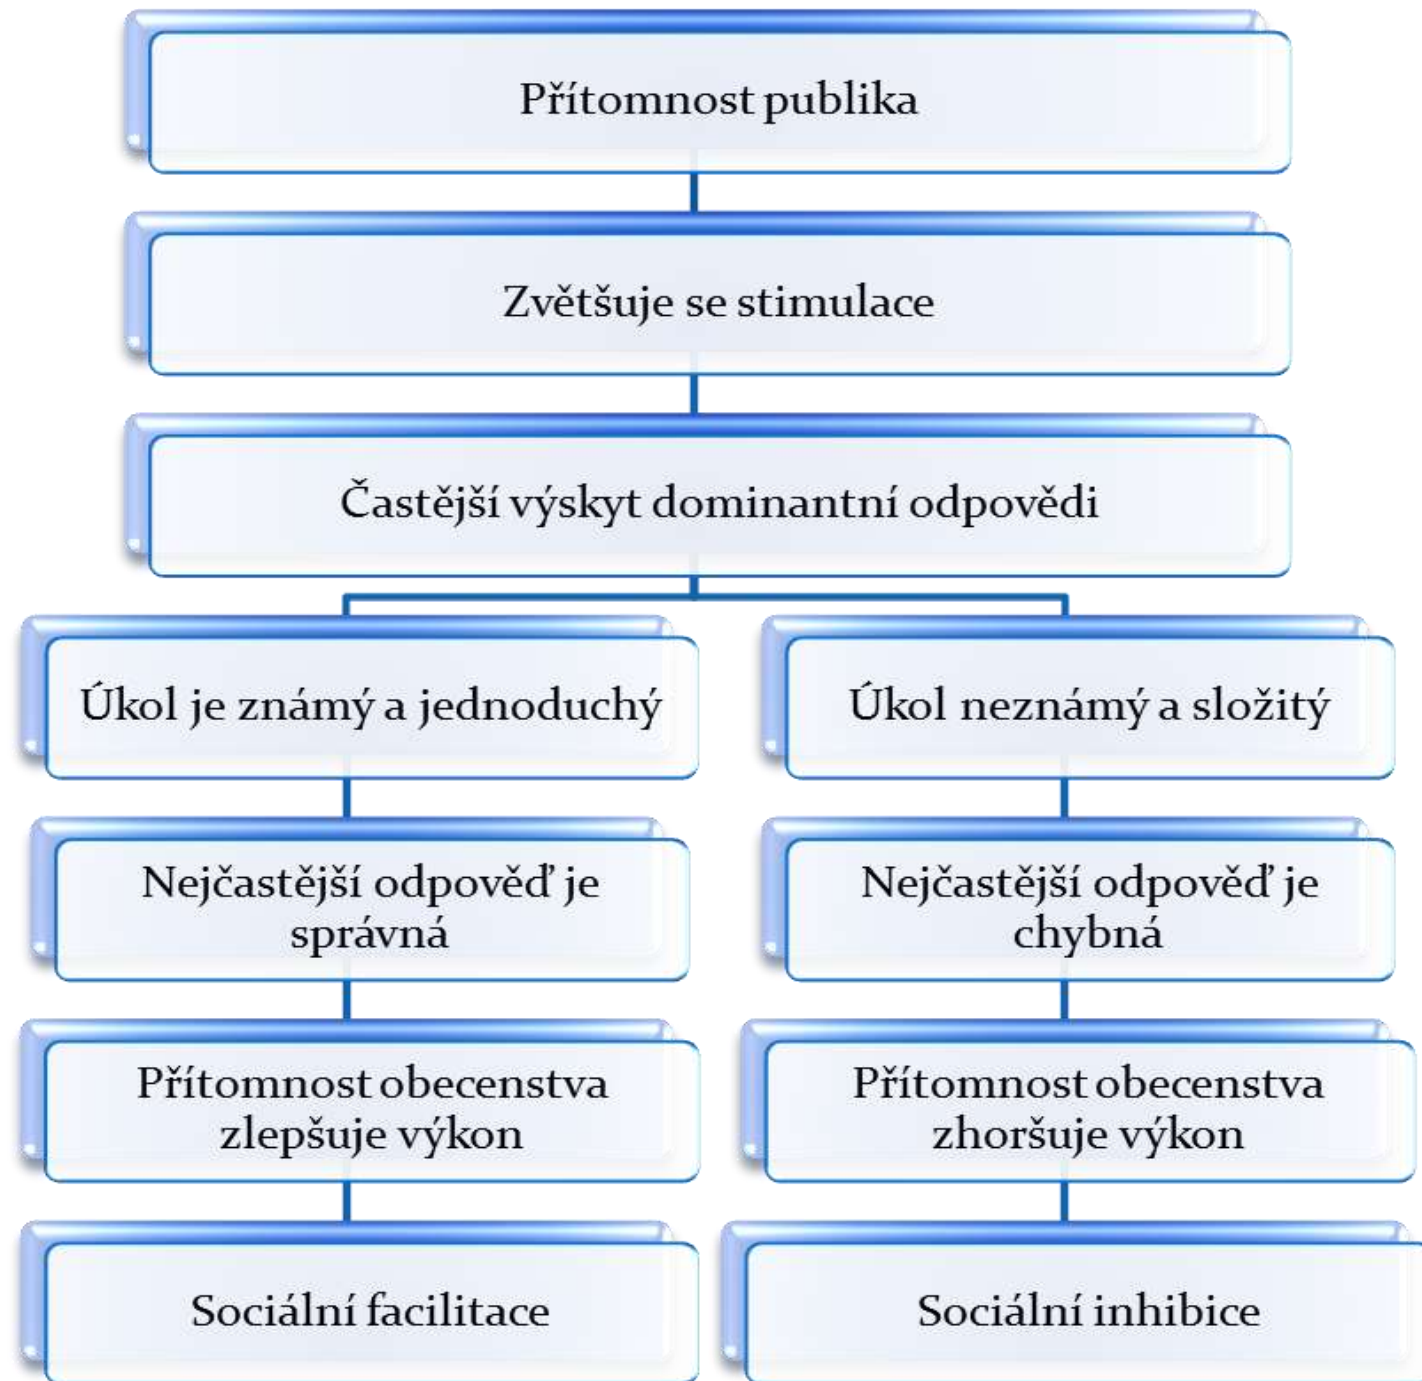 Přítomnost publika
Zvětšuje se stimulace
Častější výskyt dominantní odpovědi
Úkol je známý a jednoduchý
Úkol neznámý a složitý
Nejčastější odpověď je
správná
Nejčastější odpověď je
chybná
Přítomnost obecenstva
zlepšuje výkon
Přítomnost obecenstva
zhoršuje výkon
Sociální facilitace
Sociální inhibice